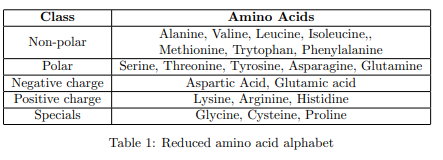 Class Amino Acids
Non-polar Alanine, Valine, Leucine, Isoleucine,,
Methionine, Trytophan, Phenylalanine
Polar Serine, Threonine, Tyrosine, Asparagine, Glutamine
Negative charge Aspartic Acid, Glutamic acid
Positive charge Lysine, Arginine, Histidine
Specials Glycine, Cysteine, Proline
Table 1: Reduced amino acid alphabet